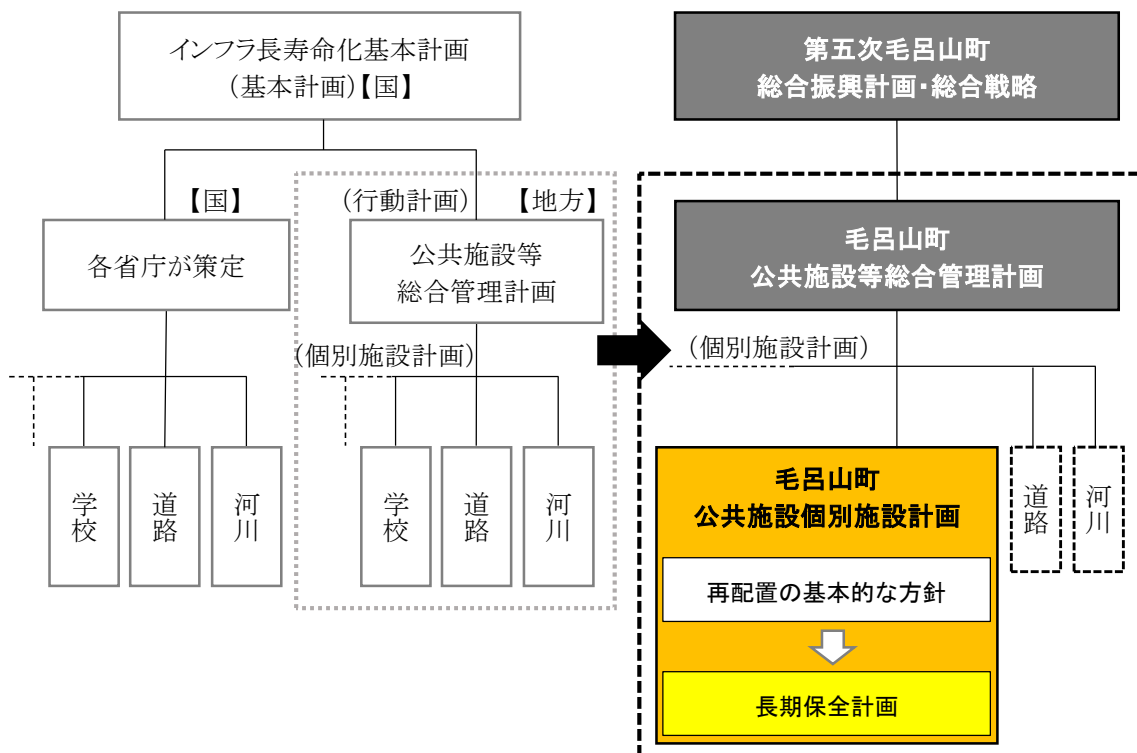 インフラ長寿命化基本計画
(基本計画)【国】
第五次毛呂山町
総合振興計画・総合戦略
【国】
(行動計画)
【地方】
各省庁が策定
公共施設等
総合管理計画
毛呂山町
公共施設等総合管理計画
(個別施設計画)
(個別施設計画)
学校
道路
河川
学校
道路
河川
毛呂山町
公共施設個別施設計画
再配置の基本的な方針
長期保全計画
道路
河川